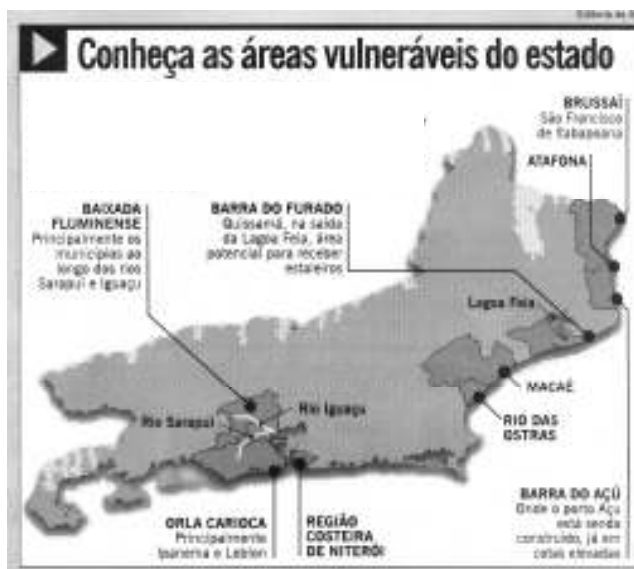 Conheça as áreas vulneráveis do estado
BRUSSAÍ
São Francisco
de Itabapoana
ATAFONA
BAIXADA
FLUMINENSE
Principalmente os
municípios ao
longo dos rios
Sarapuí e Iguaçu
BARRA DO FURADO
Quissamã, na saída
da Lagoa Feia, área
potencial para receber
estaleiros
Lagoa Feia
MACAÉ
RIO DAS
OSTRAS
Rio Iguaçu
Rio Sarapuí
ORLA CARIOCA
Principalmente
Ipanema e Leblon
REGIÃO
COSTEIRA
DE NITERÓI
BARRA DO AÇÚ
Onde o porto Açu
está sendo
construído, já em
cotas elevadas